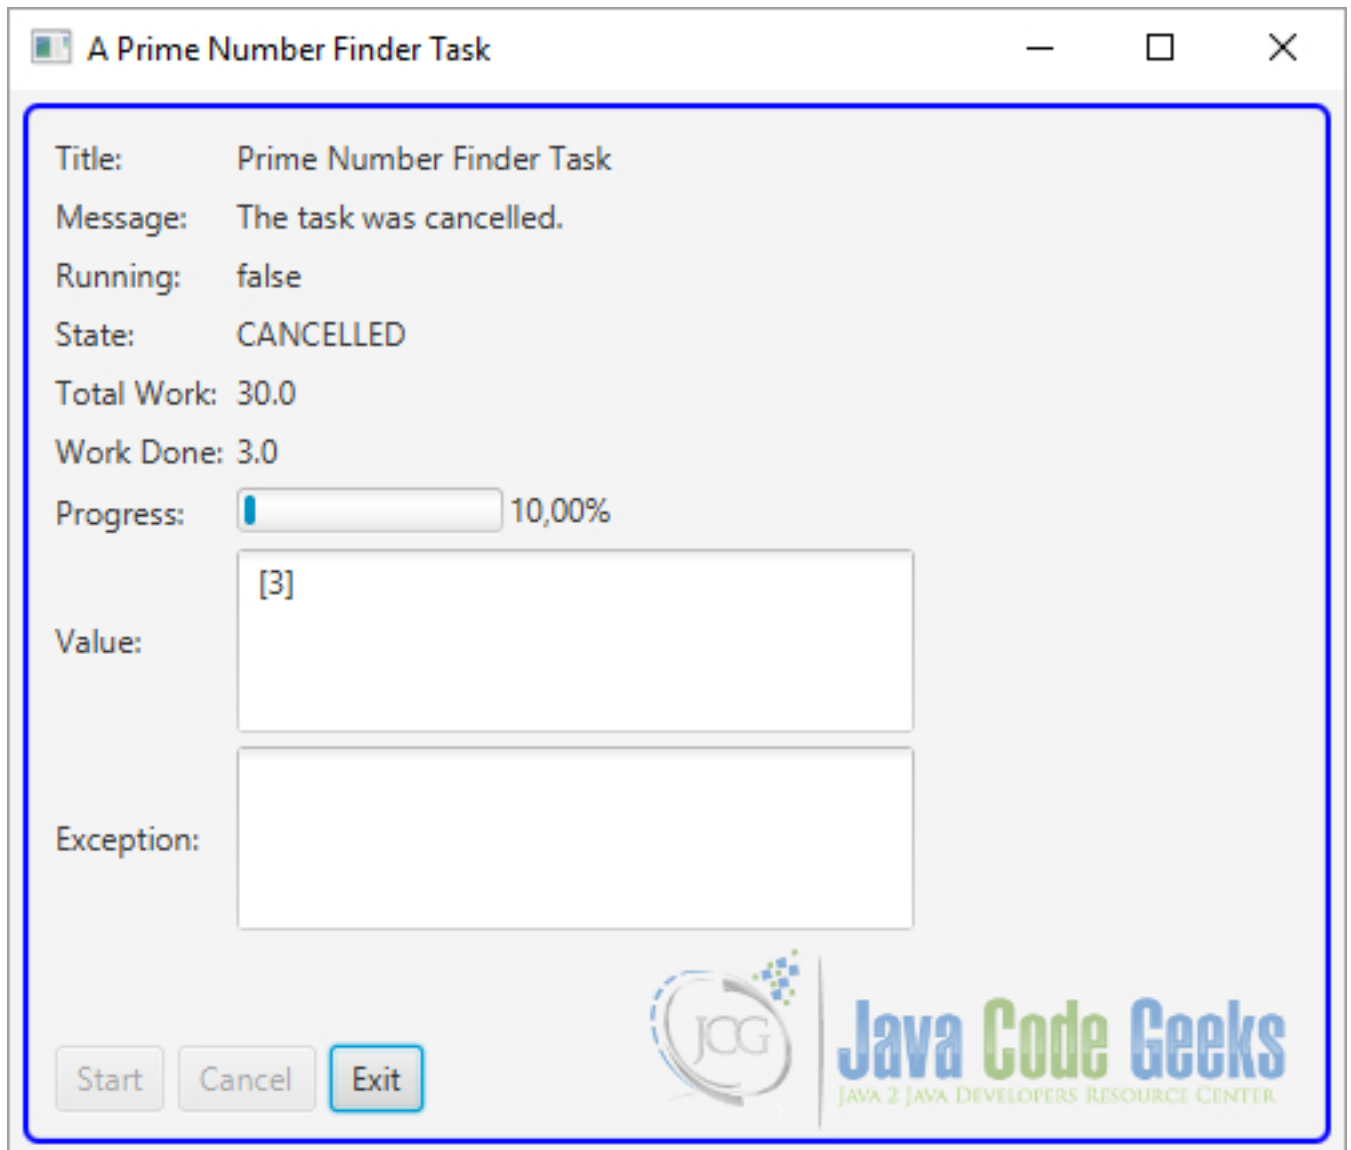 A Prime Number Finder Task
Title: Prime Number Finder Task
Message: The task was cancelled.
Running: false
State: CANCELLED
Total Work: 30.0
Work Done: 3.0
Progress: 10,00%
Value: [3]
Exception:
Start Cancel Exit
JCG
Java Code Geeks
JAVA 2 JAVA DEVELOPERS RESOURCE CENTER